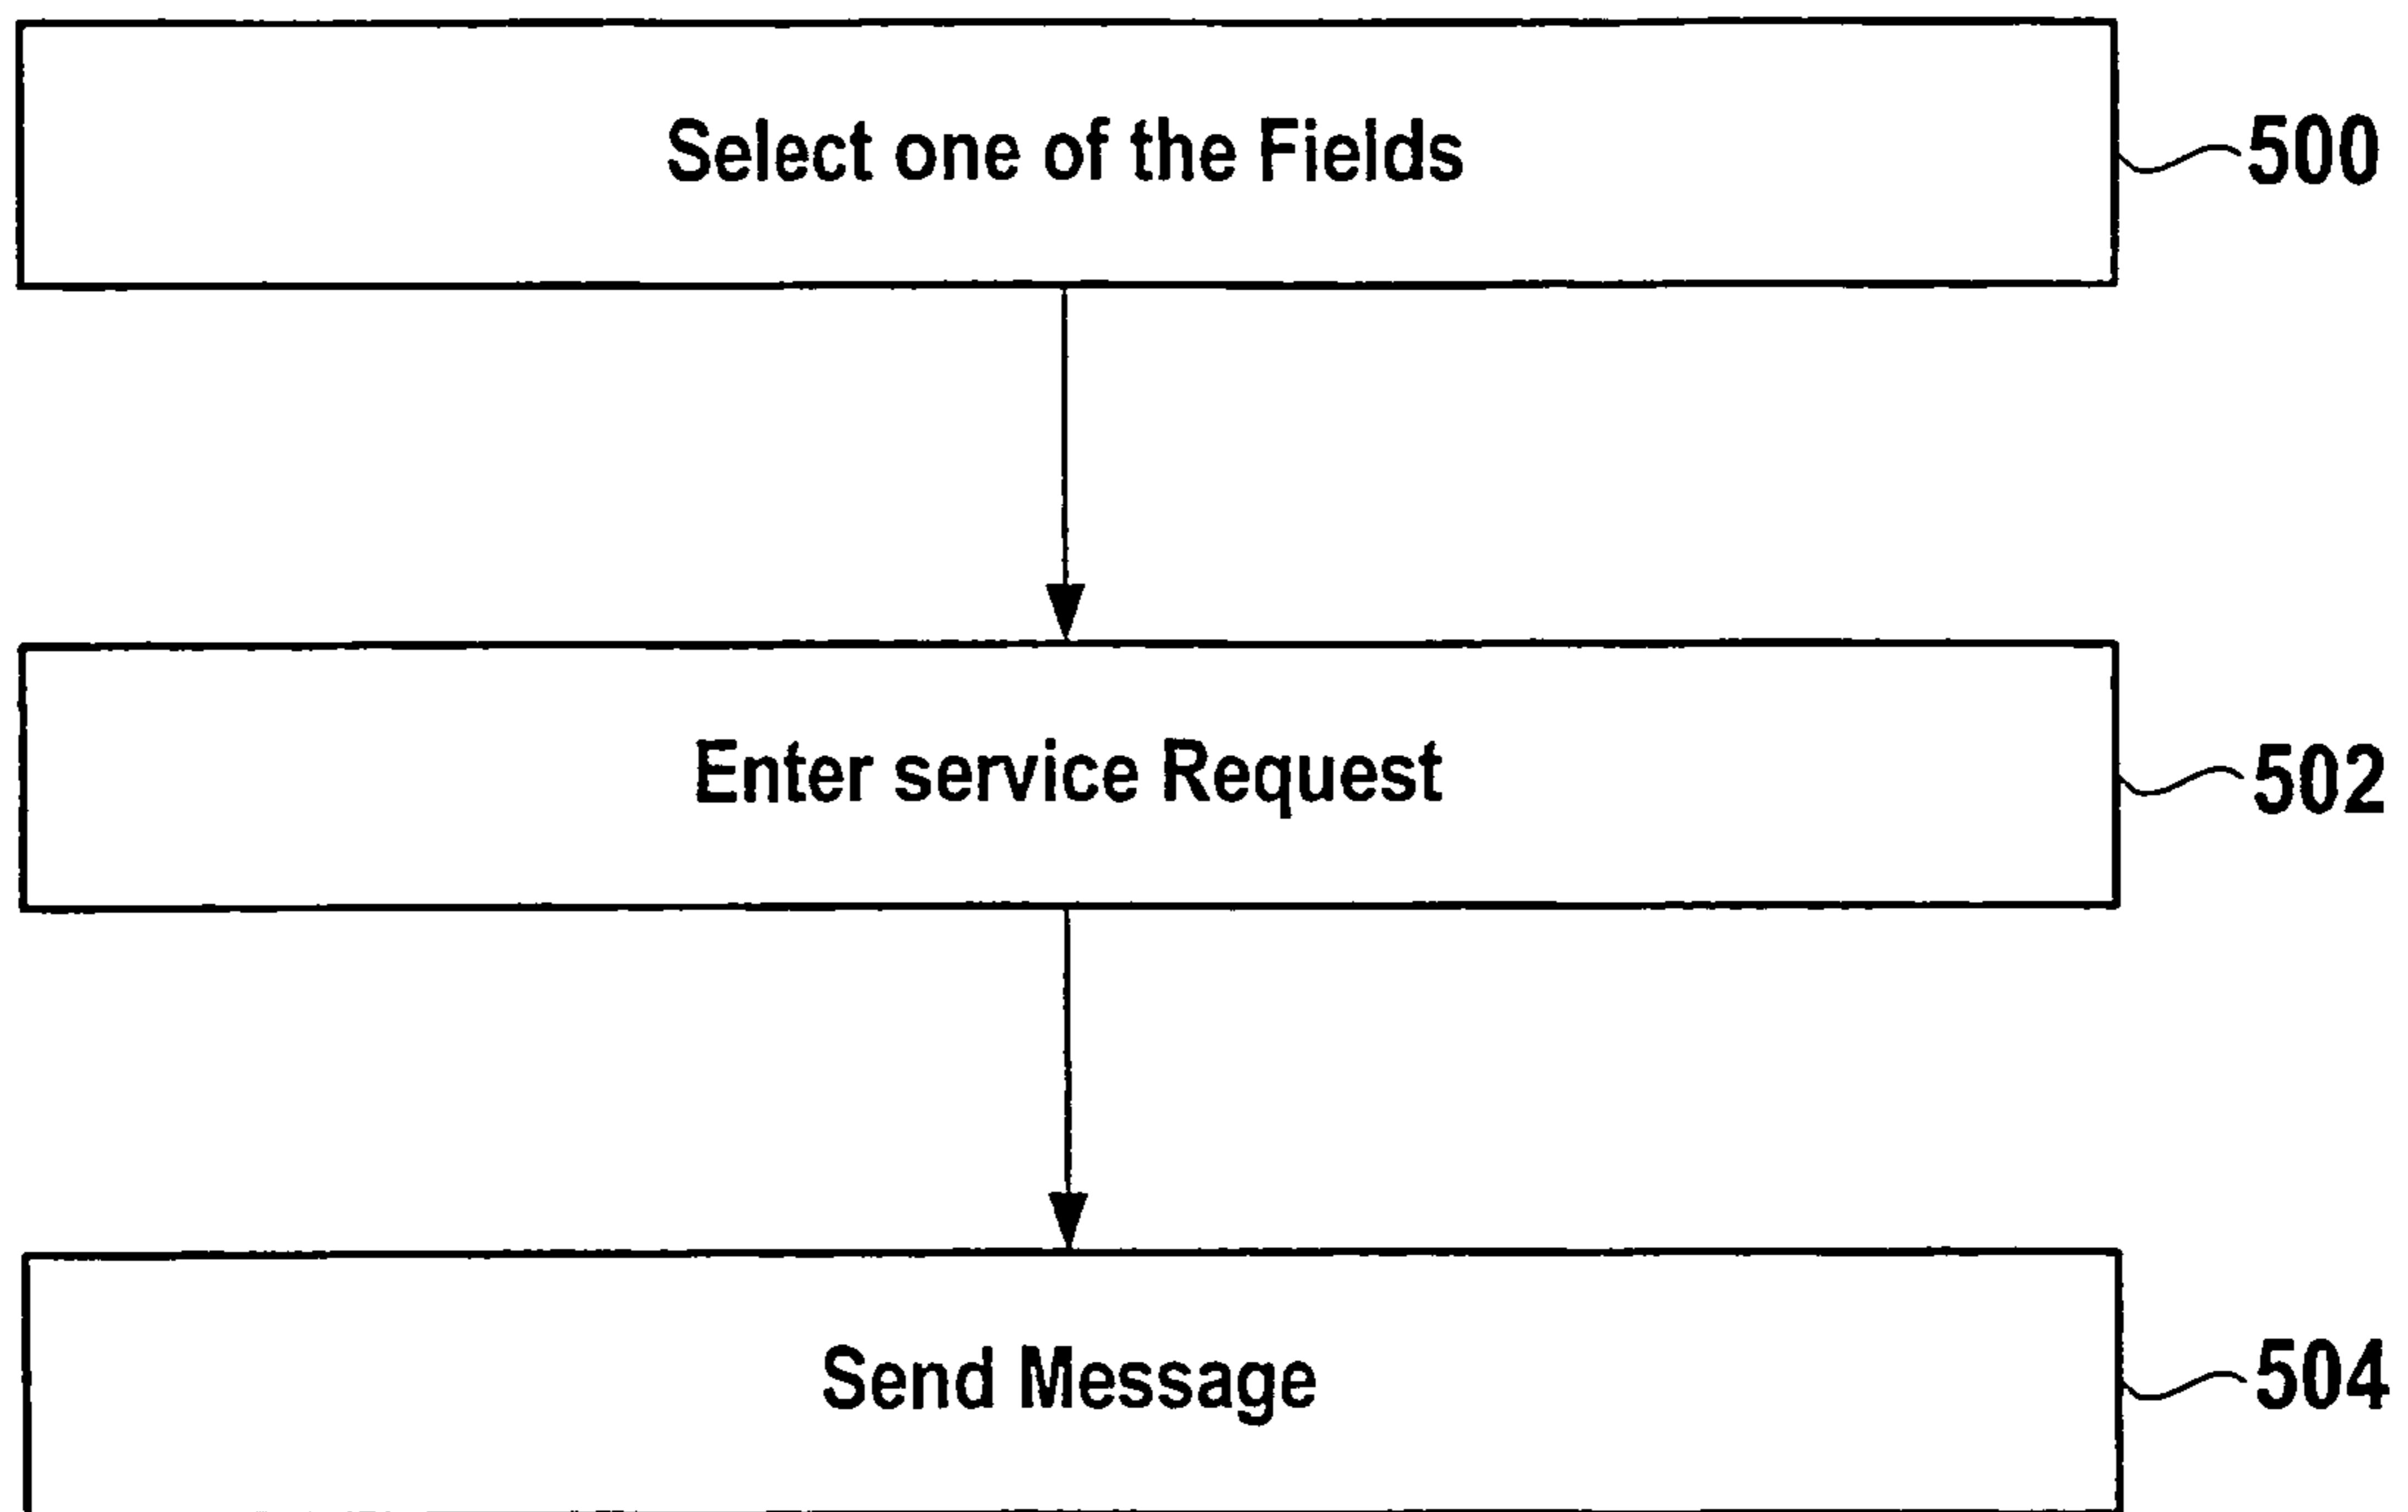 Select one of the Fields
500
Enter service Request
502
Send Message
504